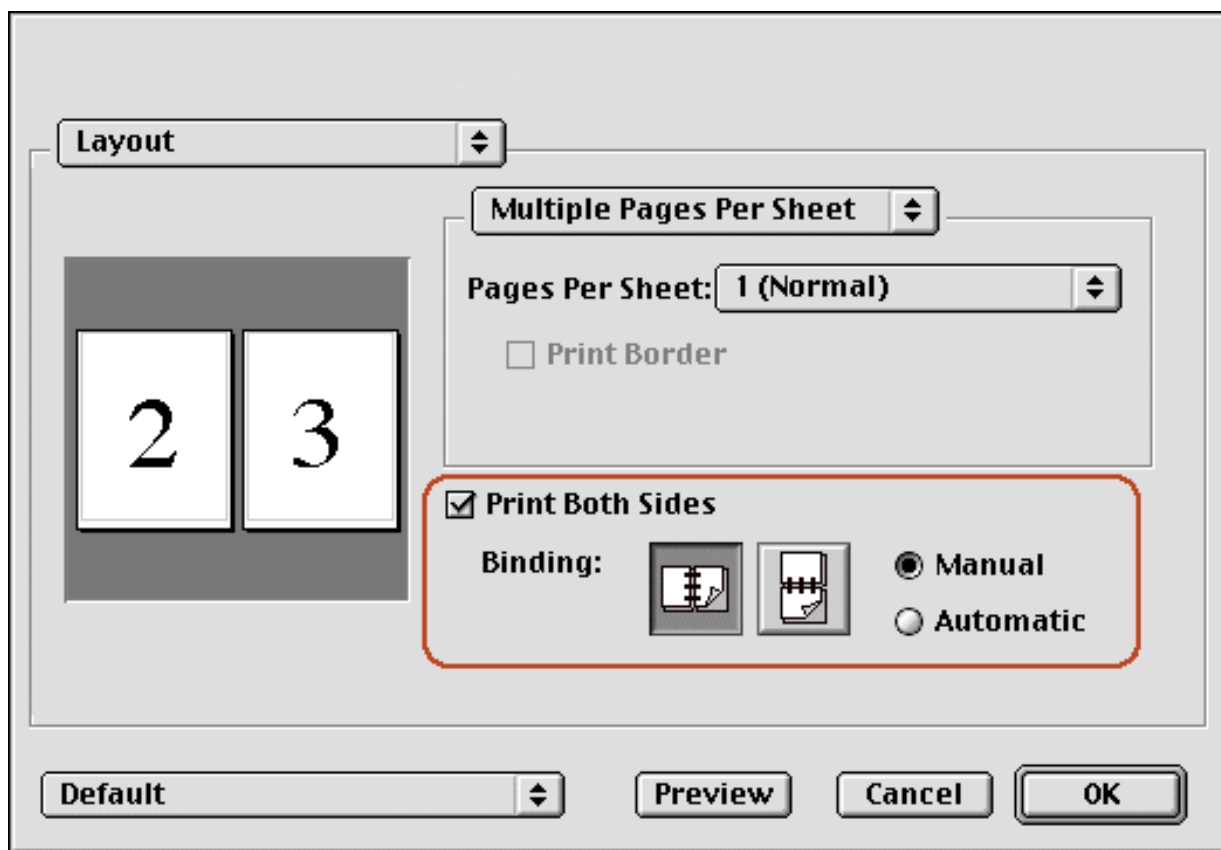 Layout
Multiple Pages Per Sheet
Pages Per Sheet: 1 (Normal)
Print Border
2 3
Print Both Sides
Binding:
Manual
Automatic
Default Preview Cancel OK